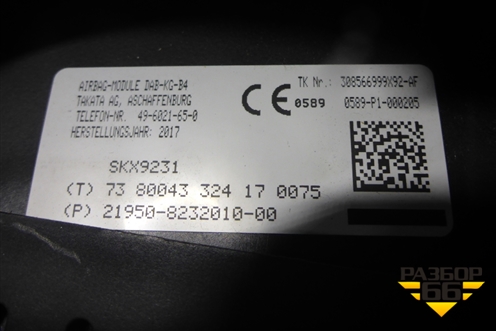 AIRBAG-MODULE DAB-KG-B4
TAKATA AG, ASCHAFFENBURG
TELEFON-NR. 49-6021-65-0
HERSTELLUNGSJAHR: 2017
TK Nr.: 308566999X92-AF
CE 0589 0589-P1-000205
SKX9231
(T) 73 80043 324 17 0075
(P) 21950-8232010-00
РАЗБОР
66